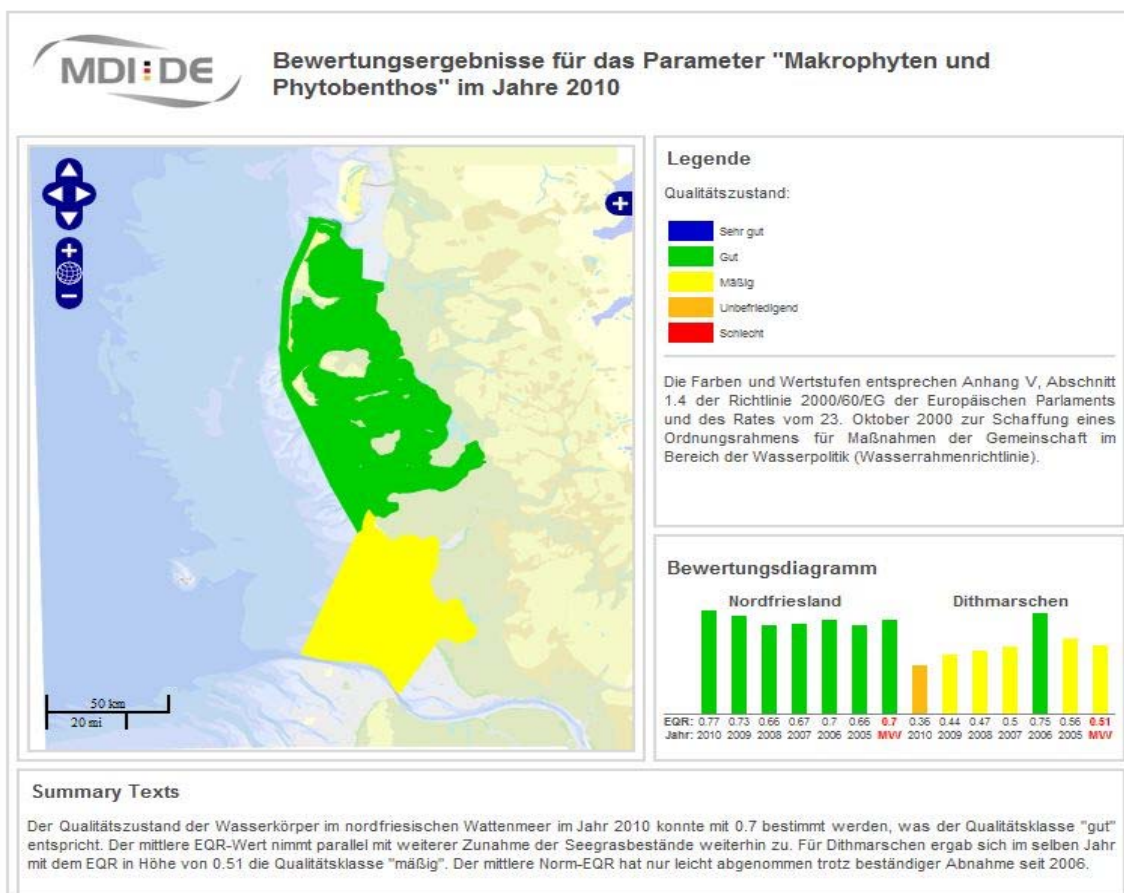 MDI DE
Bewertungsergebnisse für das Parameter "Makrophyten und
Phytobenthos" im Jahre 2010
50 km
20 mi
Legende
Qualitätszustand:
Sehr gut
Gut
Mäßig
Unbefriedigend
Schlecht
Die Farben und Wertstufen entsprechen Anhang V, Abschnitt
1.4 der Richtlinie 2000/60/EG der Europäischen Parlaments
und des Rates vom 23. Oktober 2000 zur Schaffung eines
Ordnungsrahmens für Maßnahmen der Gemeinschaft im
Bereich der Wasserpolitik (Wasserrahmenrichtlinie).
Bewertungsdiagramm
Nordfriesland Dithmarschen
EQR: 0.77 0.73 0.66 0.67 0.7 0.66 0.7 0.36 0.44 0.47 0.5 0.75 0.56 0.51
Jahr: 2010 2009 2008 2007 2006 2005 MW 2010 2009 2008 2007 2006 2005 MW
Summary Texts
Der Qualitätszustand der Wasserkörper im nordfriesischen Wattenmeer im Jahr 2010 konnte mit 0.7 bestimmt werden, was der Qualitätsklasse "gut"
entspricht. Der mittlere EQR-Wert nimmt parallel mit weiterer Zunahme der Seegrasbestände weiterhin zu. Für Dithmarschen ergab sich im selben Jahr
mit dem EQR in Höhe von 0.51 die Qualitätsklasse "mäßig". Der mittlere Norm-EQR hat nur leicht abgenommen trotz beständiger Abnahme seit 2006.